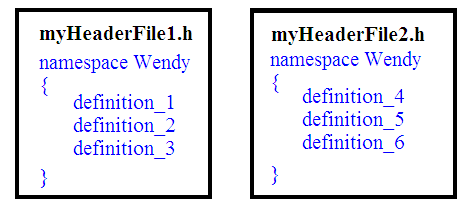 myHeaderFile1.h
namespace Wendy
{
definition_1
definition_2
definition_3
}
myHeaderFile2.h
namespace Wendy
{
definition_4
definition_5
definition_6
}